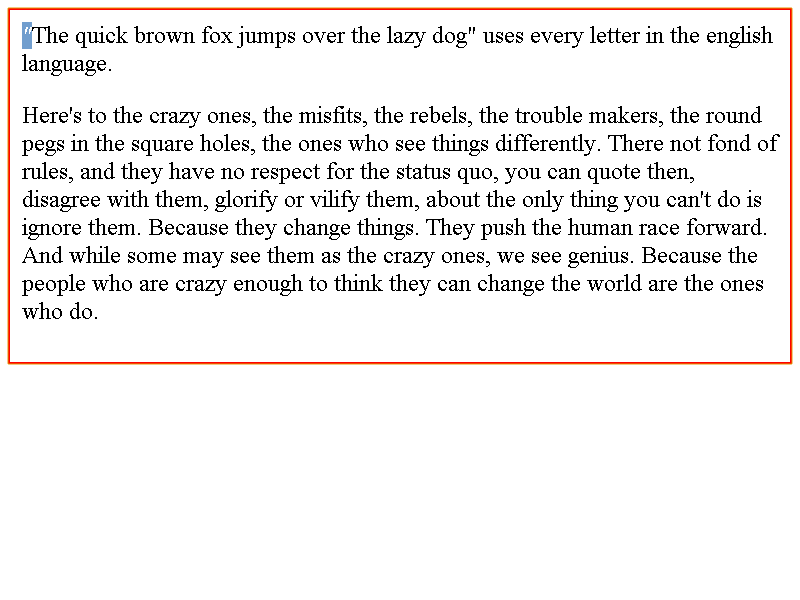 "The quick brown fox jumps over the lazy dog" uses every letter in the english
language.
Here's to the crazy ones, the misfits, the rebels, the trouble makers, the round
pegs in the square holes, the ones who see things differently. There not fond of
rules, and they have no respect for the status quo, you can quote then,
disagree with them, glorify or vilify them, about the only thing you can't do is
ignore them. Because they change things. They push the human race forward.
And while some may see them as the crazy ones, we see genius. Because the
people who are crazy enough to think they can change the world are the ones
who do.